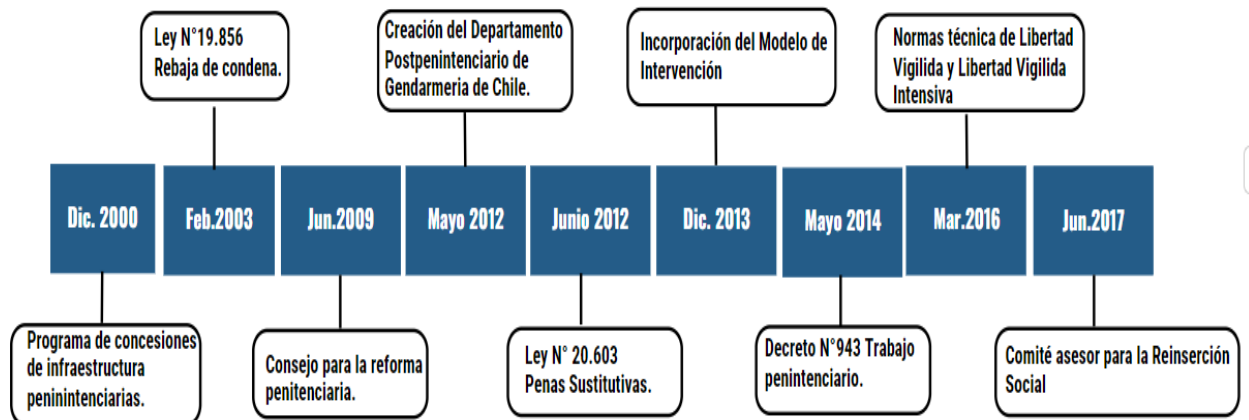 Ley N°19.856
Rebaja de condena.
Creación del Departamento
Postpenintenciario de
Gendarmeria de Chile.
Incorporación del Modelo de
Intervención
Normas técnica de Libertad
Vigilida y Libertad Vigilida
Intensiva
Dic. 2000
Feb.2003
Jun.2009
Mayo 2012
Junio 2012
Dic. 2013
Mayo 2014
Mar.2016
Jun.2017
Programa de concesiones
de infraestructura
penintenciarias.
Consejo para la reforma
penitenciaria.
Ley N° 20.603
Penas Sustitutivas.
Decreto N°943 Trabajo
penintenciario.
Comité asesor para la Reinserción
Social